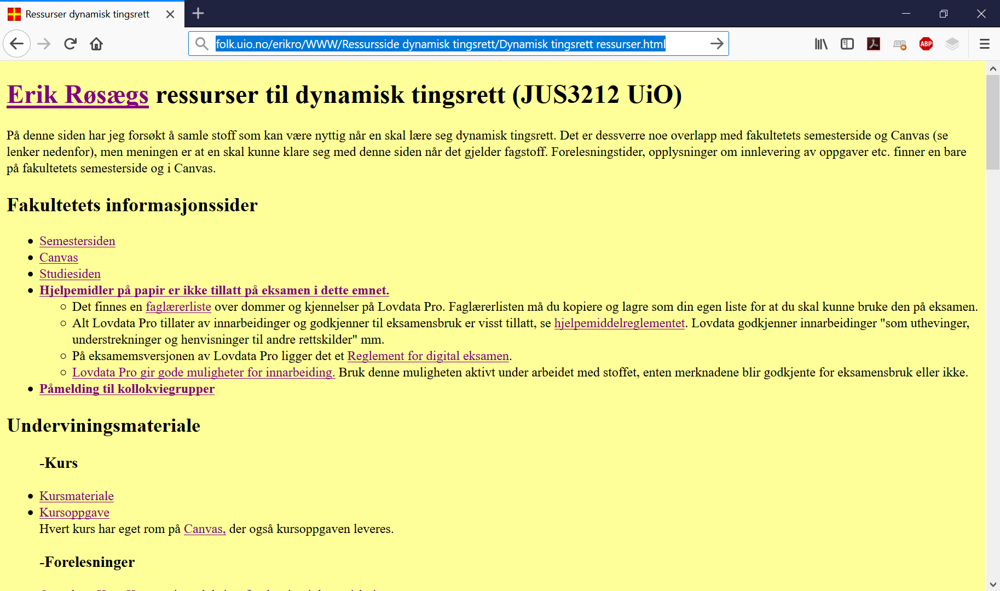 Ressurser dynamisk tingsrett
folk.uio.no/erikro/WWW/Ressursside dynamisk tingsrett/Dynamisk tingsrett ressurser.html
ABP
Erik Røsægs ressurser til dynamisk tingsrett (JUS3212 UiO)
På denne siden har jeg forsøkt å samle stoff som kan være nyttig når en skal lære seg dynamisk tingsrett. Det er dessverre noe overlapp med fakultetets semesterside og Canvas (se
lenker nedenfor), men meningen er at en skal kunne klare seg med denne siden når det gjelder fagstoff. Forelesningstider, opplysninger om innlevering av oppgaver etc. finner en bare
på fakultetets semesterside og i Canvas.
Fakultetets informasjonssider
• Semestersiden
• Canvas
• Studiesiden
• Hjelpemidler på papir er ikke tillatt på eksamen i dette emnet.
○ Det finnes en faglærerliste over dommer og kjennelser på Lovdata Pro. Faglærerlisten må du kopiere og lagre som din egen liste for at du skal kunne bruke den på eksamen.
○ Alt Lovdata Pro tillater av innarbeidinger og godkjenner til eksamensbruk er visst tillatt, se hjelpemiddelreglementet. Lovdata godkjenner innarbeidinger "som uthevinger,
understrekninger og henvisninger til andre rettskilder" mm.
○ På eksamemsversjonen av Lovdata Pro ligger det et Reglement for digital eksamen.
○ Lovdata Pro gir gode muligheter for innarbeiding. Bruk denne muligheten aktivt under arbeidet med stoffet, enten merknadene blir godkjente for eksamensbruk eller ikke.
• Påmelding til kollokviegrupper
Underviningsmateriale
-Kurs
• Kursmateriale
• Kursoppgave
Hvert kurs har eget rom på Canvas, der også kursoppgaven leveres.
-Forelesninger